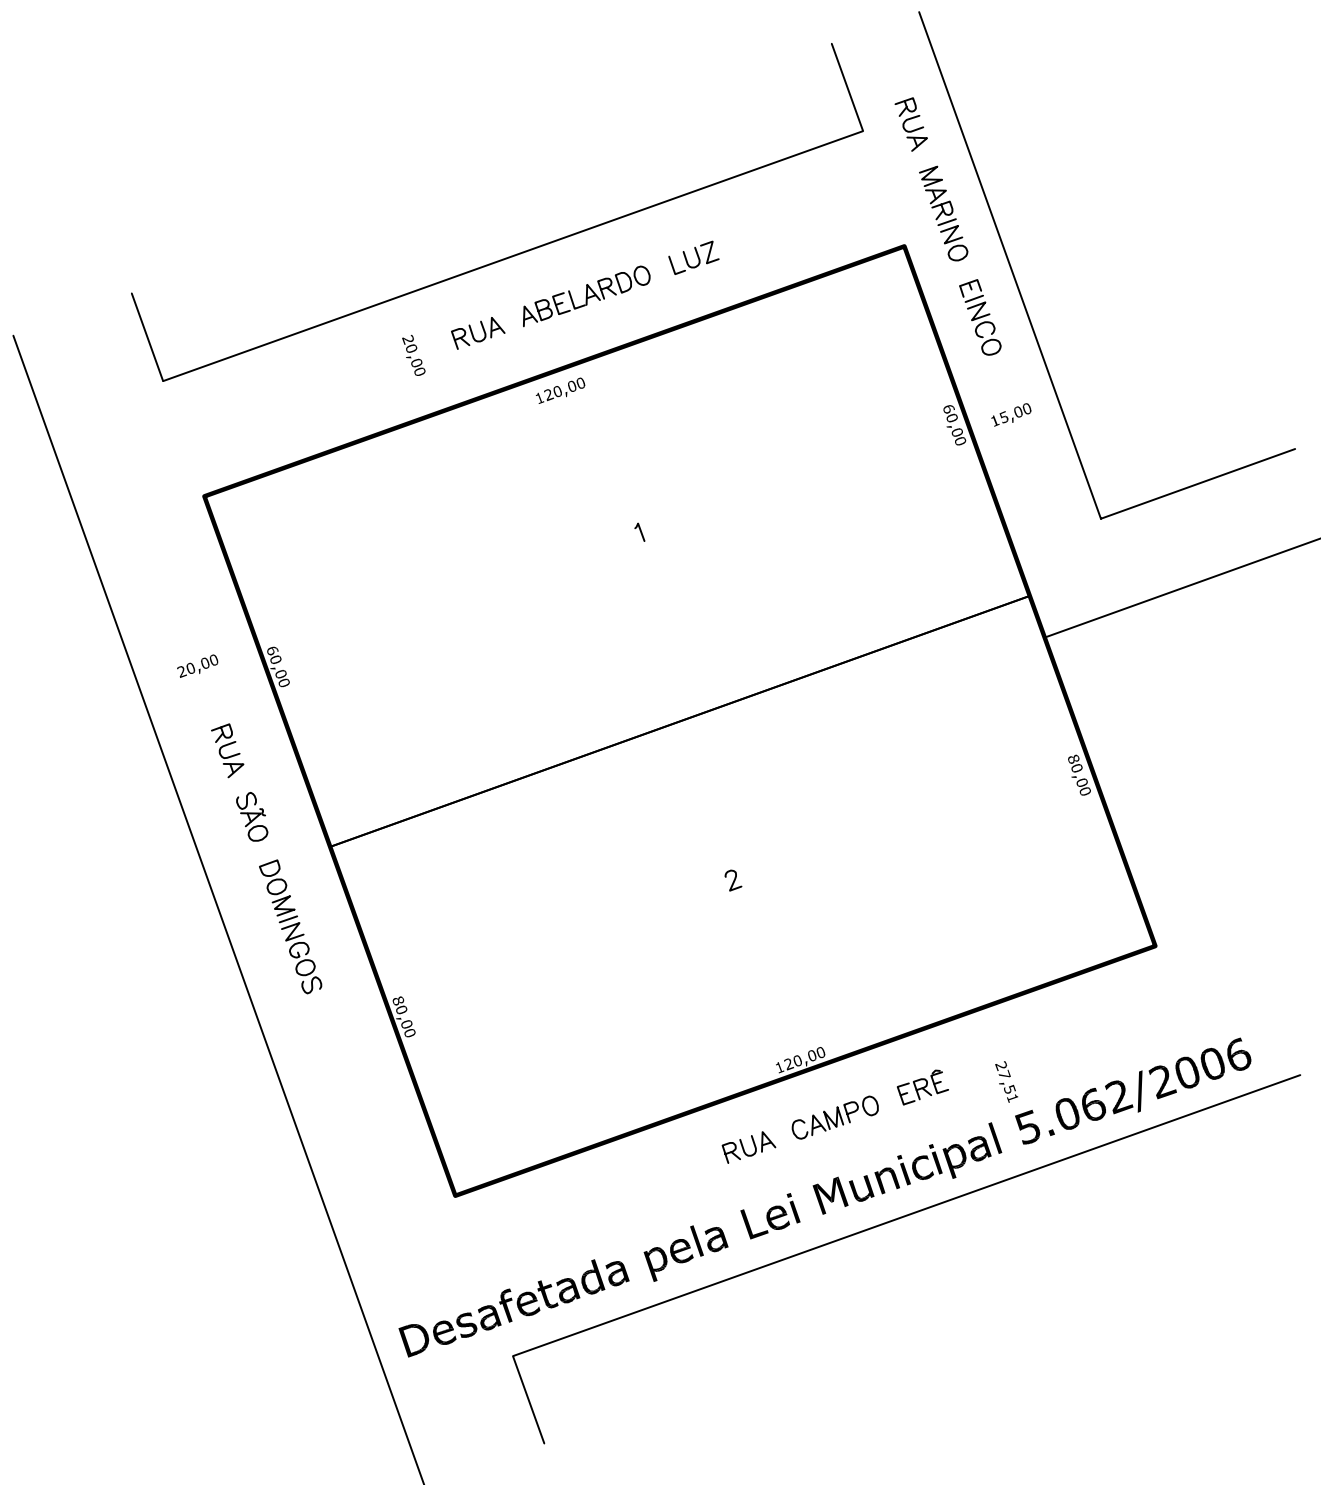 RUA MARINO EINCO
RUA ABELARDO LUZ
20,00
120,00
60,00
15,00
1
20,00
60,00
RUA SÃO DOMINGOS
80,00
2
80,00
120,00
RUA CAMPO ERÊ
27,51
Desafetada pela Lei Municipal 5.062/2006